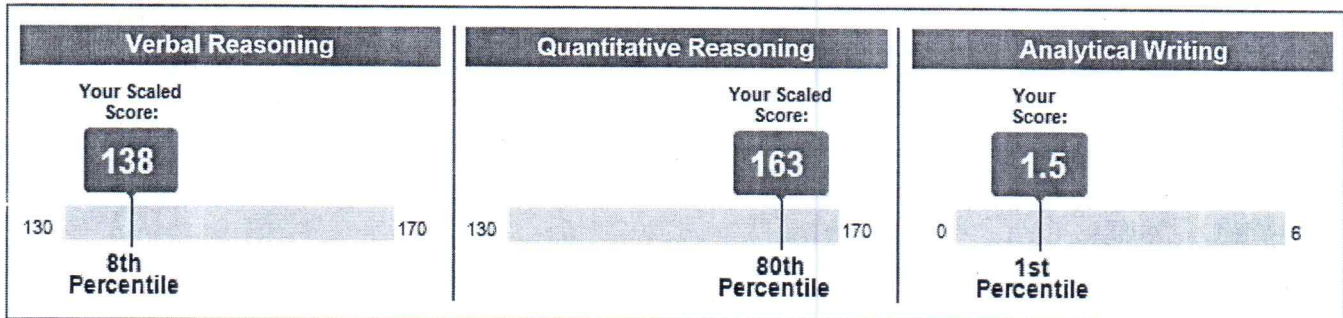 Verbal Reasoning
Your Scaled
Score:
138
130
170
8th
Percentile
Quantitative Reasoning
Your Scaled
Score:
163
130
170
80th
Percentile
Analytical Writing
Your
Score:
1.5
0
6
1st
Percentile